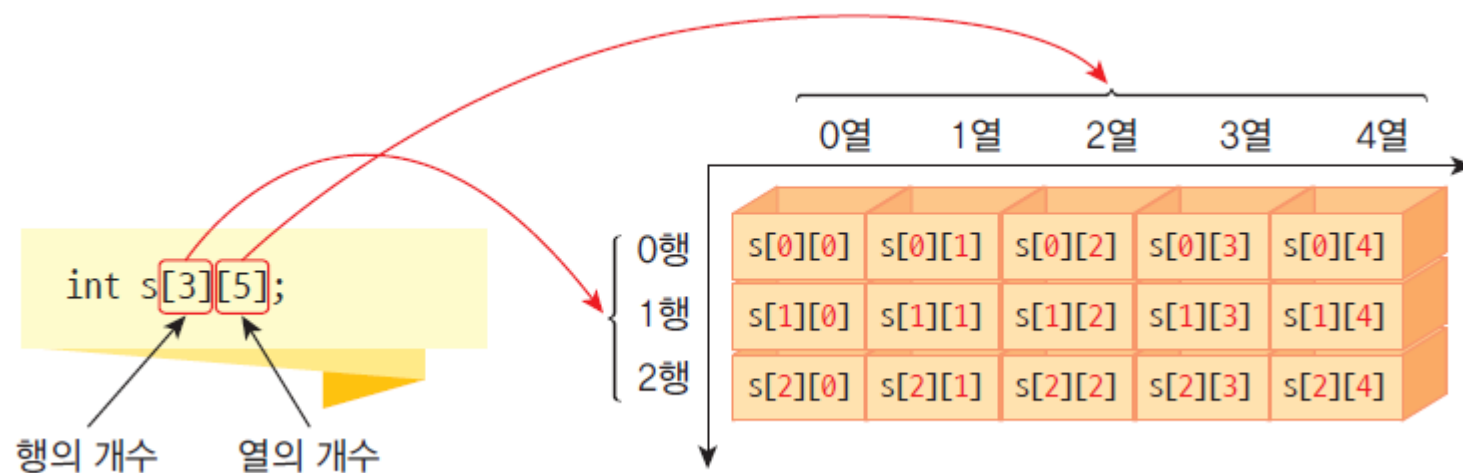 0열 1열 2열 3열 4열
int s[3][5];
행의 개수 열의 개수
0행 s[0][0] s[0][1] s[0][2] s[0][3] s[0][4]
1행 s[1][0] s[1][1] s[1][2] s[1][3] s[1][4]
2행 s[2][0] s[2][1] s[2][2] s[2][3] s[2][4]